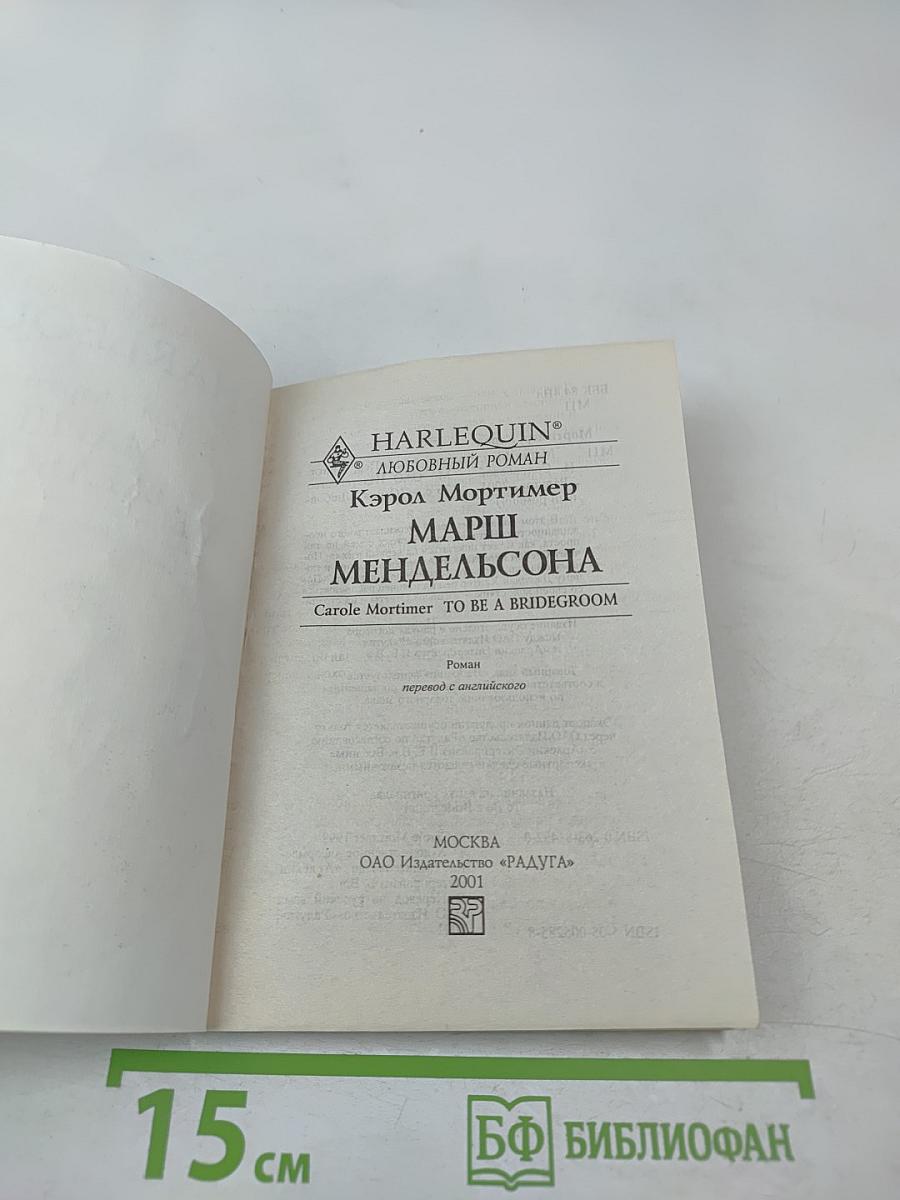 HARLEQUIN®
®
ЛЮБОВНЫЙ РОМАН
Кэрол Мортимер
МАРШ
МЕНДЕЛЬСОНА
Carole Mortimer TO BE A BRIDEGROOM
Роман
перевод с английского
МОСКВА
ОАО Издательство «РАДУГА»
2001
15 см
БФ БИБЛИОФАН